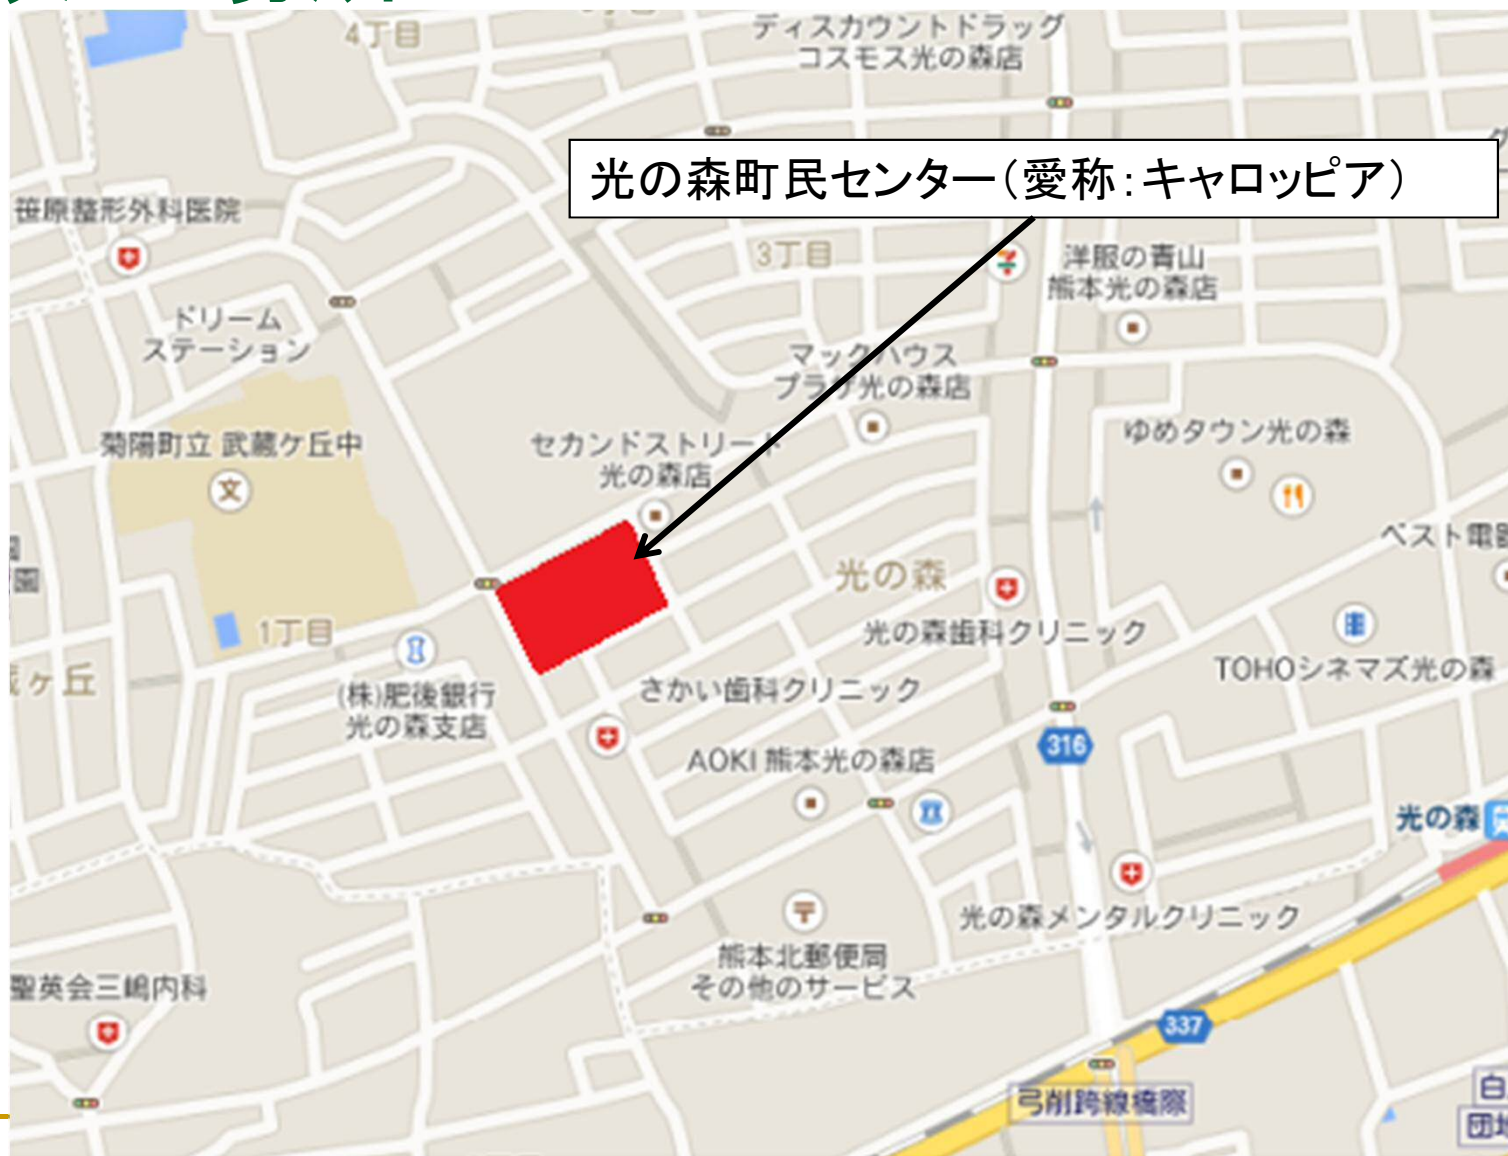 4丁目
ディスカウントドラッグ
コスモス光の森店
光の森町民センター（愛称：キャロッピア）
笹原整形外科医院
3丁目
洋服の青山
熊本光の森店
ドリーム
ステーション
マックハウス
プラザ光の森店
菊陽町立 武蔵ケ丘中
文
セカンドストリート
光の森店
ゆめタウン光の森
ベスト電器
園
光の森
1丁目
光の森歯科クリニック
TOHOシネマズ光の森
ケ丘
(株)肥後銀行
光の森支店
さかい歯科クリニック
316
AOKI 熊本光の森店
光の森
光の森メンタルクリニック
熊本北郵便局
その他のサービス
聖英会三嶋内科
337
弓削跨線橋際
白
団地